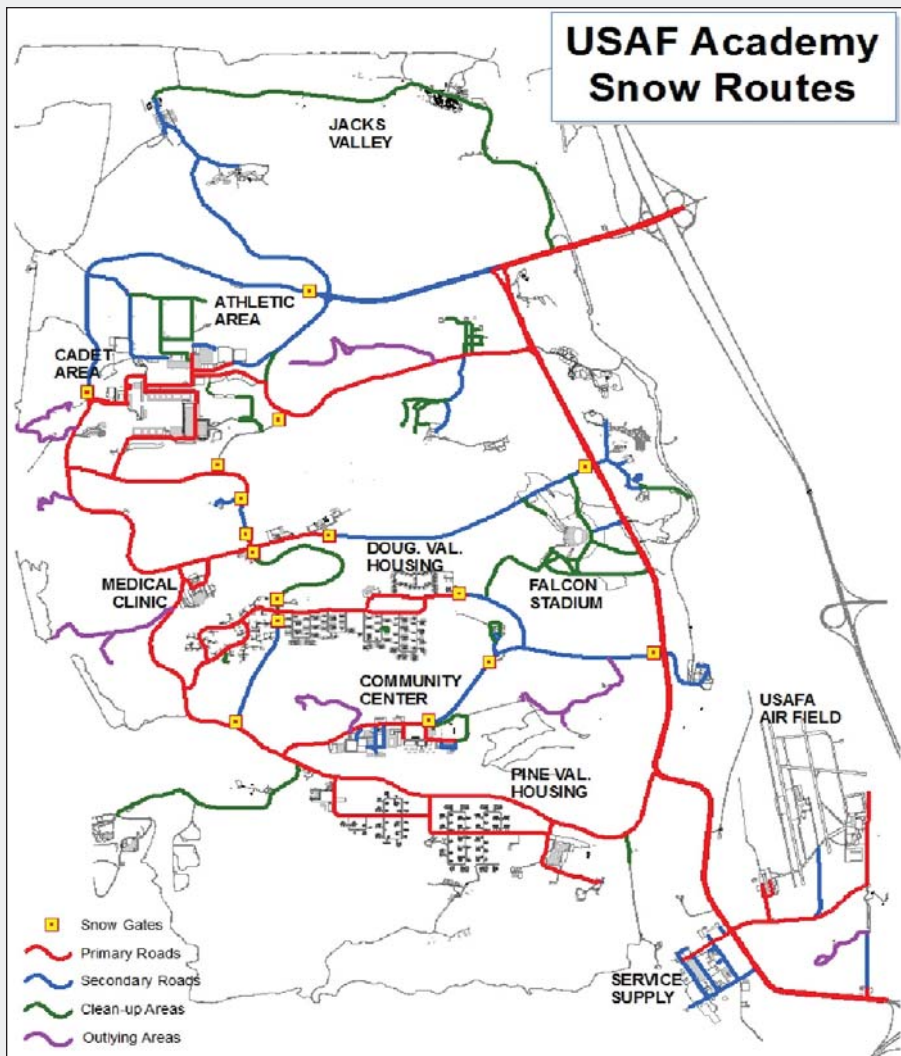 USAF Academy
Snow Routes
JACKS
VALLEY
ATHLETIC
AREA
CADET
AREA
DOUG. VAL.
HOUSING
MEDICAL
CLINIC
FALCON
STADIUM
COMMUNITY
CENTER
USAFA
AIR FIELD
PINE VAL.
HOUSING
SERVICE
SUPPLY
Snow Gates
Primary Roads
Secondary Roads
Clean-up Areas
Outlying Areas